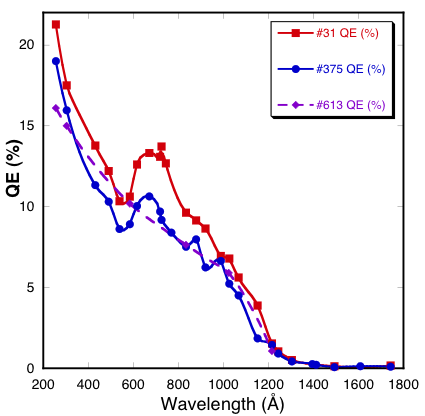 #31 QE (%)
#375 QE (%)
#613 QE (%)
QE (%)
20
15
10
5
0
200 400 600 800 1000 1200 1400 1600 1800
Wavelength (Å)